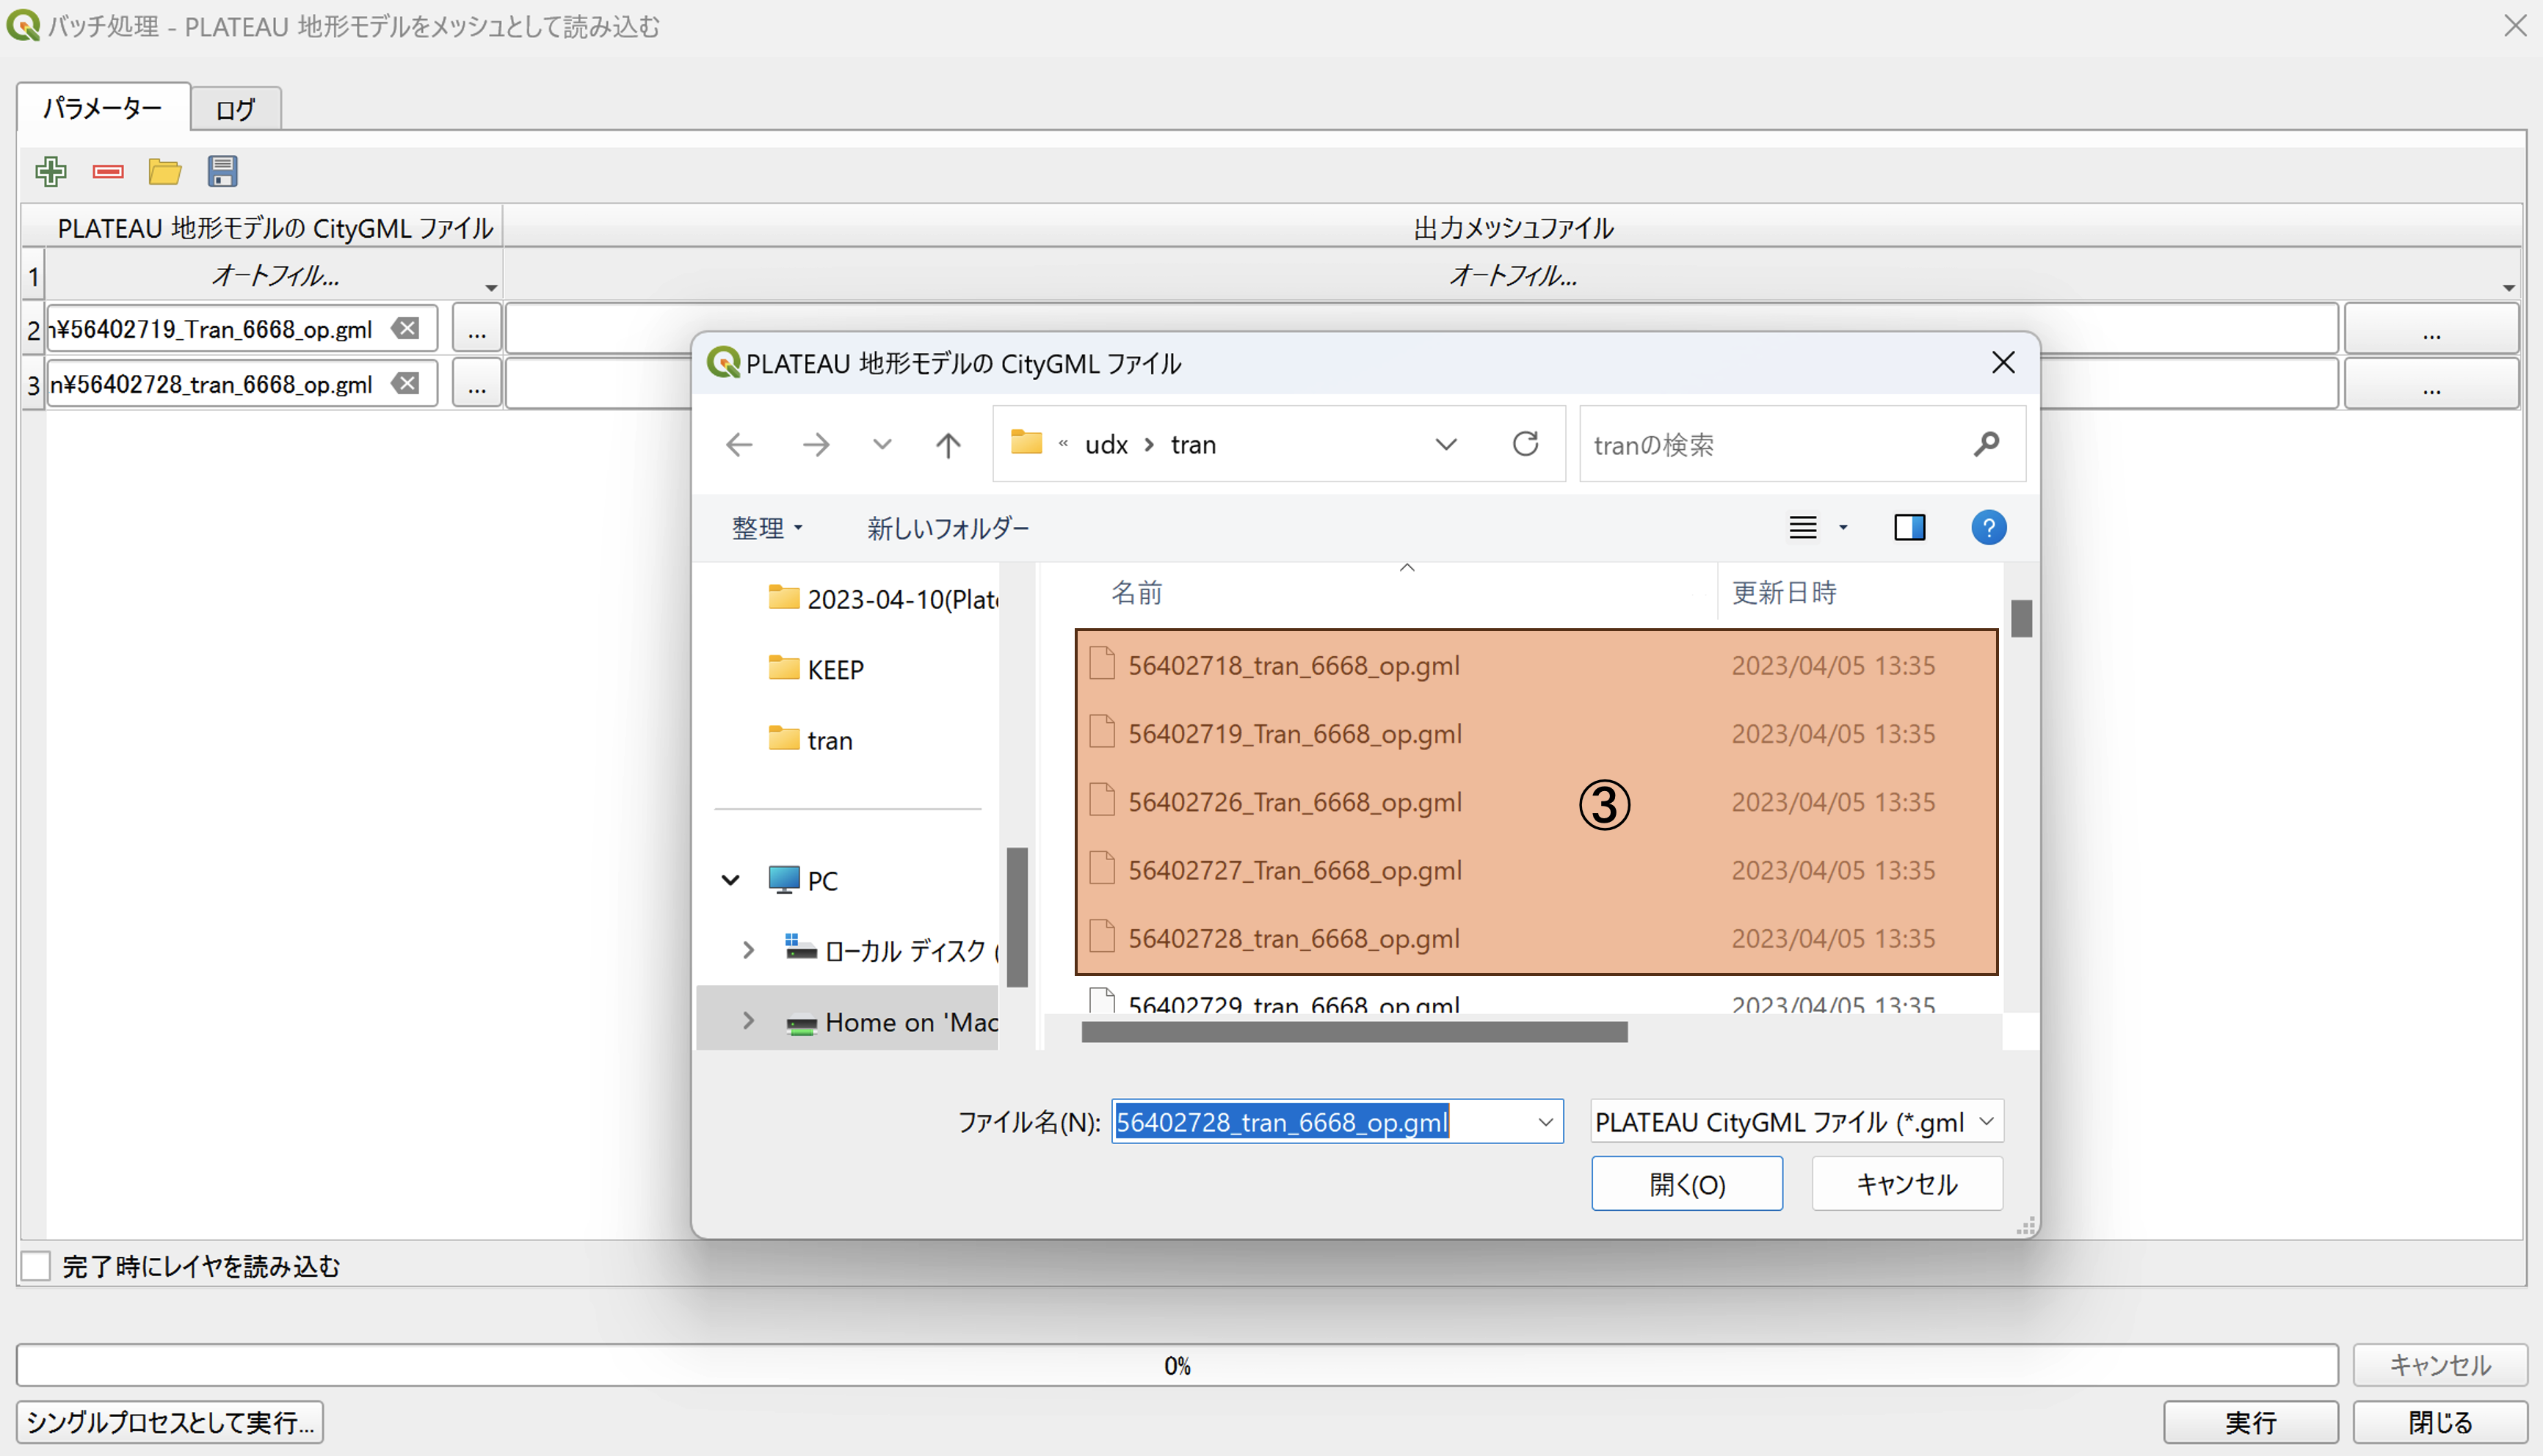 バッチ処理 - PLATEAU 地形モデルをメッシュとして読み込む
パラメーター
ログ
PLATEAU 地形モデルの CityGML ファイル
出力メッシュファイル
1
オートフィル...
オートフィル...
2
n¥56402719_Tran_6668_op.gml
...
...
3
n¥56402728_tran_6668_op.gml
...
...
PLATEAU 地形モデルの CityGML ファイル
« udx › tran
tranの検索
整理
新しいフォルダー
?
2023-04-10(Plate
KEEP
tran
PC
ローカル ディスク (
Home on 'Mac
名前
更新日時
56402718_tran_6668_op.gml
2023/04/05 13:35
56402719_Tran_6668_op.gml
2023/04/05 13:35
56402726_Tran_6668_op.gml
2023/04/05 13:35
③
56402727_Tran_6668_op.gml
2023/04/05 13:35
56402728_tran_6668_op.gml
2023/04/05 13:35
56402729_tran_6668_op.gml
2023/04/05 13:35
ファイル名(N):
56402728_tran_6668_op.gml
PLATEAU CityGML ファイル (*.gml
開く(O)
キャンセル
完了時にレイヤを読み込む
0%
キャンセル
シングルプロセスとして実行...
実行
閉じる